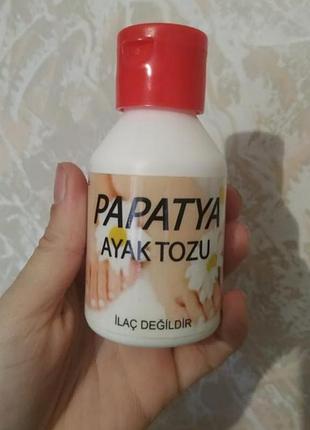 PAPATYA
AYAK TOZU
İLAÇ DEĞİLDİR